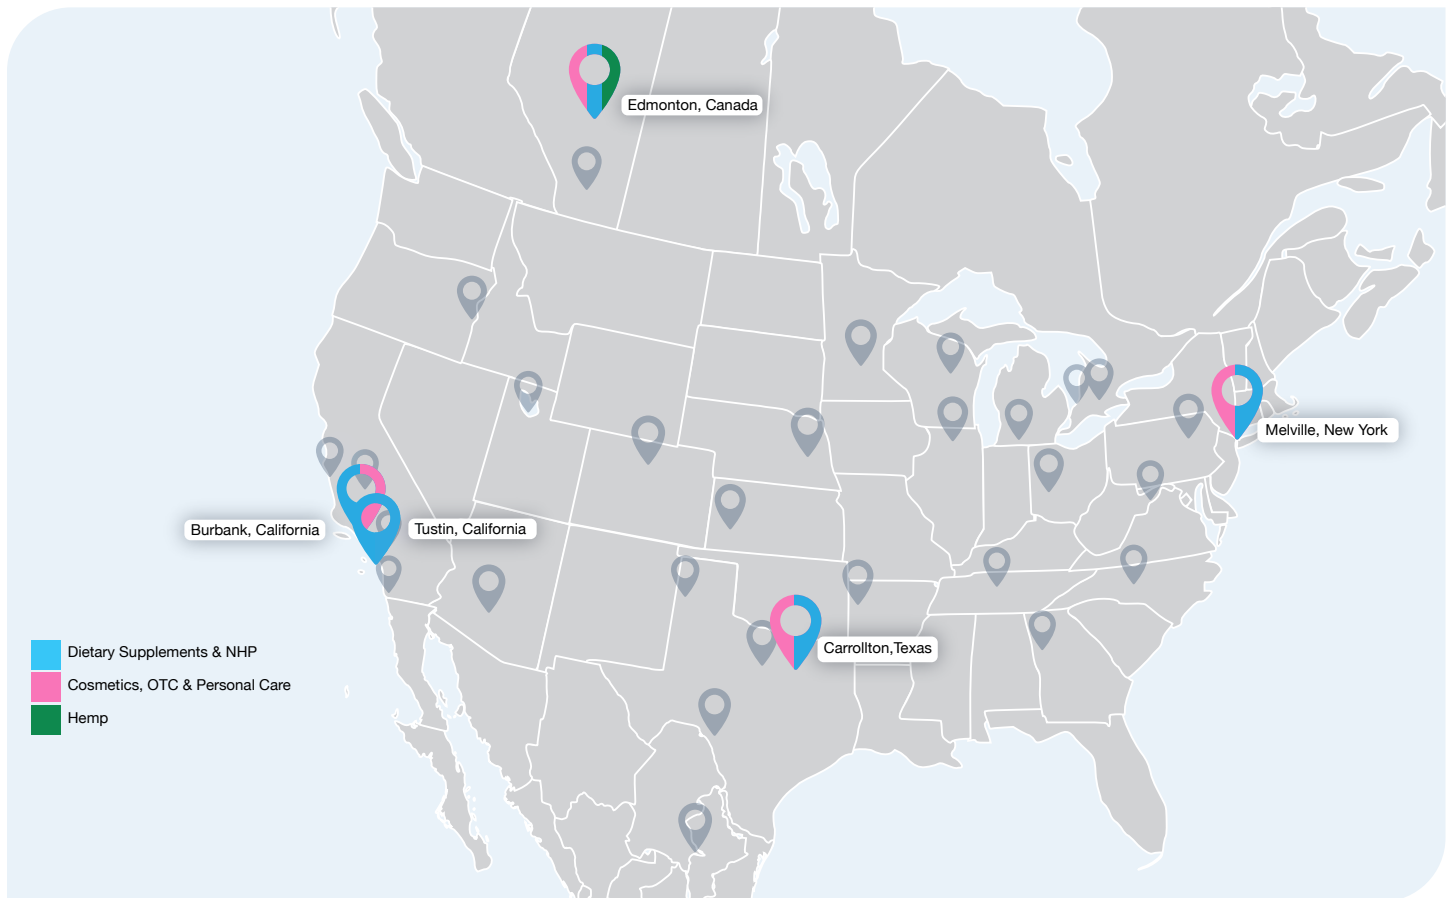 Edmonton, Canada
Melville, New York
Burbank, California
Tustin, California
Carrollton,Texas
Dietary Supplements & NHP
Cosmetics, OTC & Personal Care
Hemp